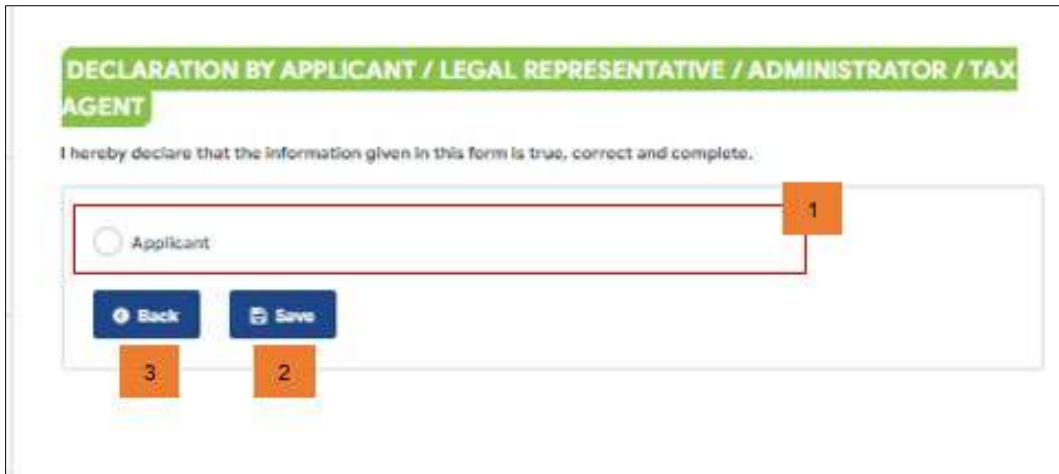 DECLARATION BY APPLICANT / LEGAL REPRESENTATIVE / ADMINISTRATOR / TAX
AGENT
I hereby declare that the information given in this form is true, correct and complete.
1
Applicant
Back Save
3 2